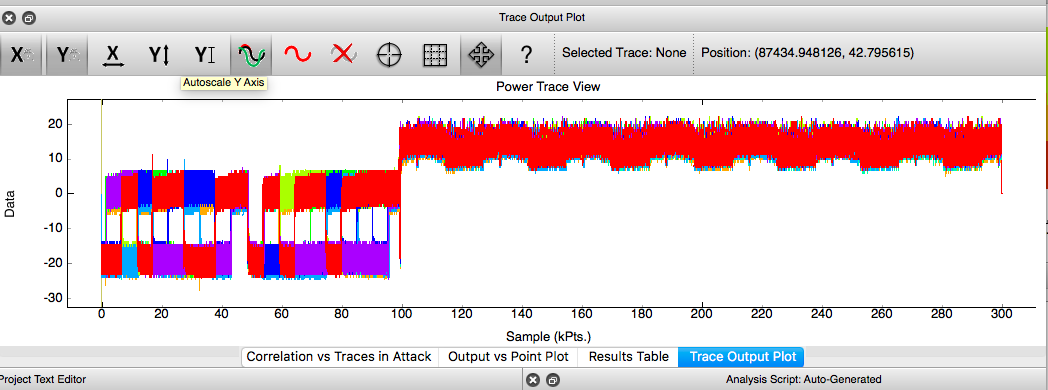 Trace Output Plot
X Y X Y Y ? Selected Trace: None Position: (87434.948126, 42.795615)
Autoscale Y Axis
Power Trace View
20
10
0
-10
-20
-30
Data
0 20 40 60 80 100 120 140 160 180 200 220 240 260 280 300
Sample (kPts.)
Correlation vs Traces in Attack Output vs Point Plot Results Table Trace Output Plot
Project Text Editor Analysis Script: Auto-Generated